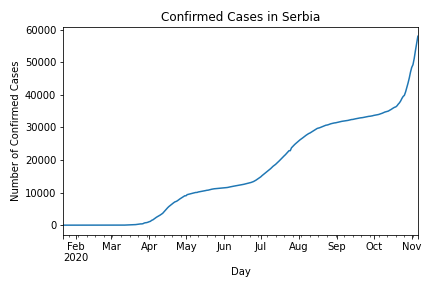 Confirmed Cases in Serbia
Number of Confirmed Cases
60000
50000
40000
30000
20000
10000
0
Feb Mar Apr May Jun Jul Aug Sep Oct Nov
2020
Day